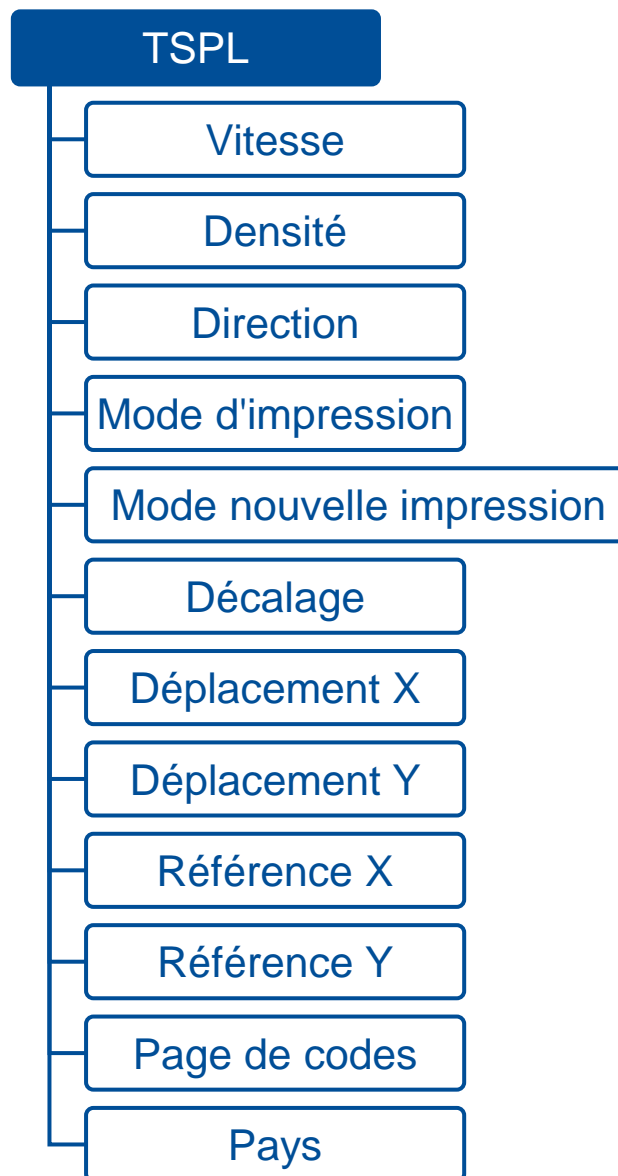 TSPL
Vitesse
Densité
Direction
Mode d'impression
Mode nouvelle impression
Décalage
Déplacement X
Déplacement Y
Référence X
Référence Y
Page de codes
Pays